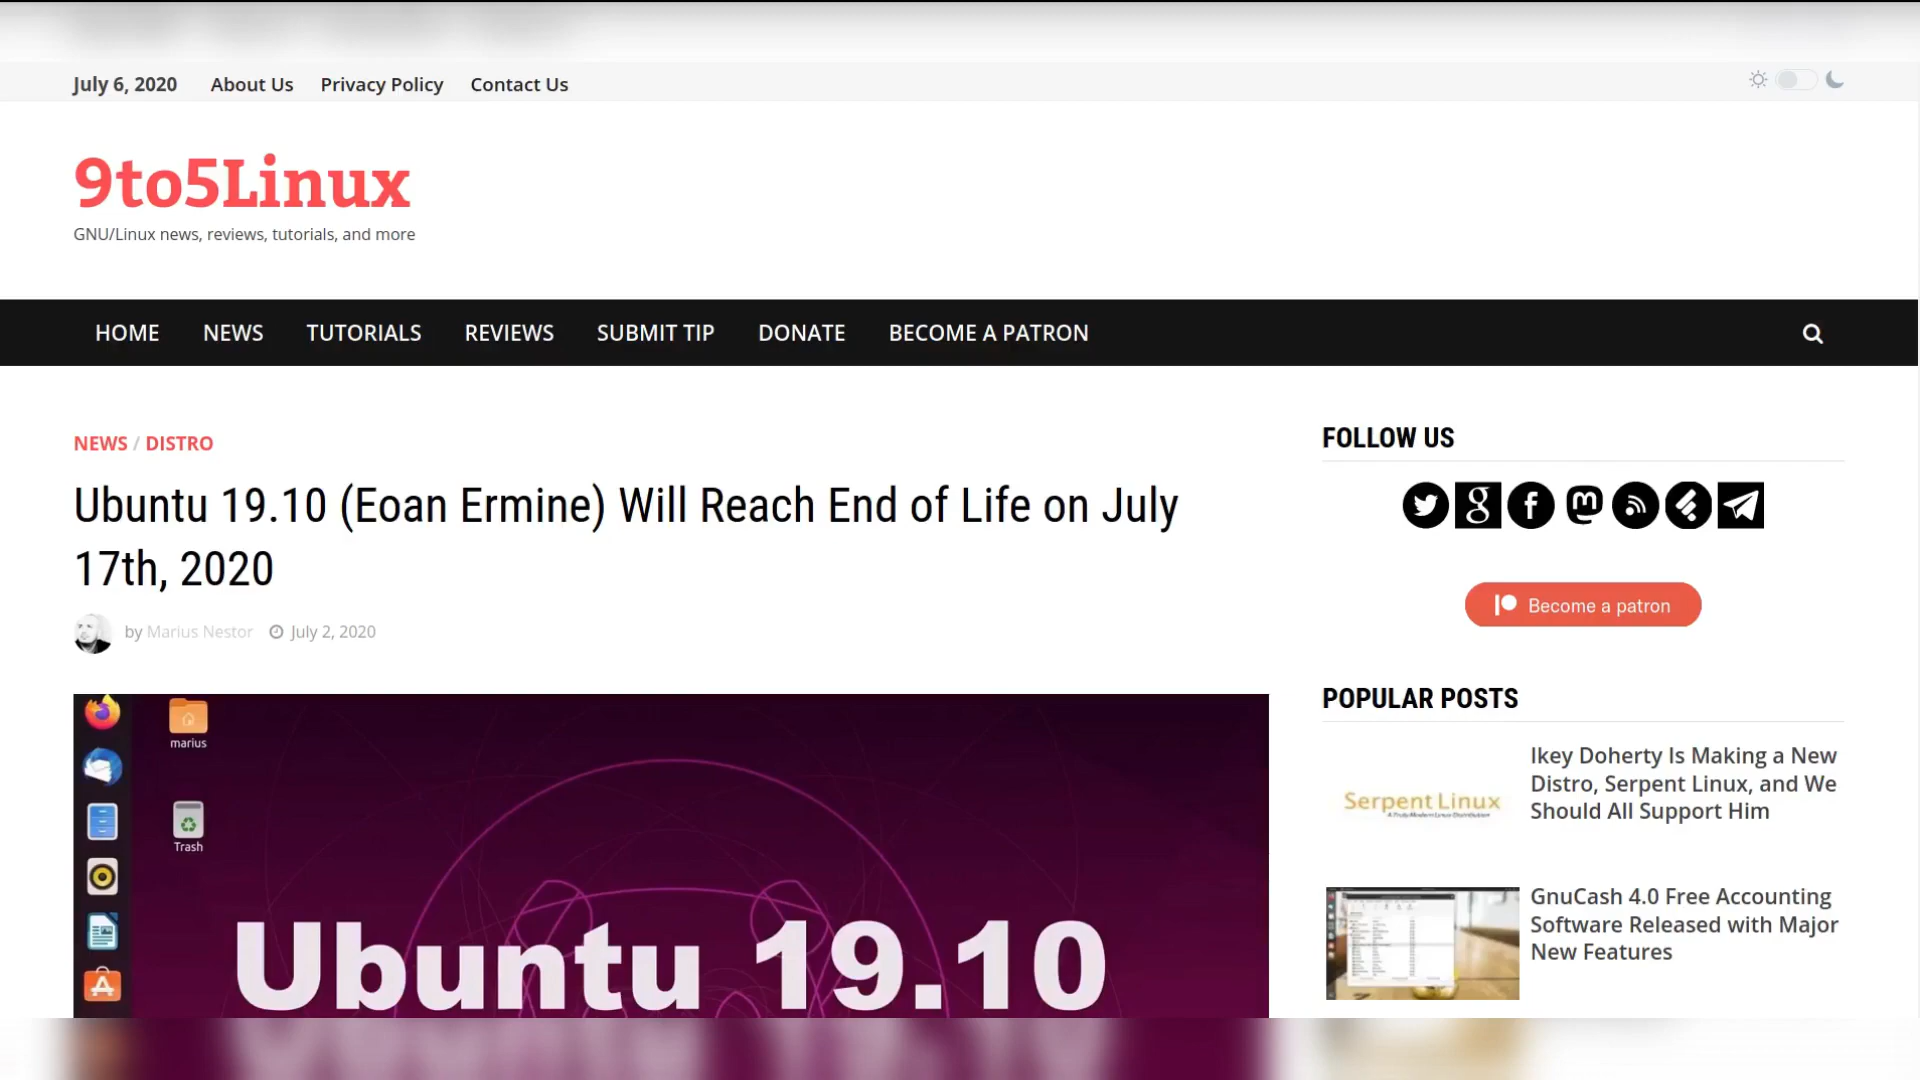 July 6, 2020 About Us Privacy Policy Contact Us
9to5Linux
GNU/Linux news, reviews, tutorials, and more
HOME NEWS TUTORIALS REVIEWS SUBMIT TIP DONATE BECOME A PATRON
NEWS / DISTRO
Ubuntu 19.10 (Eoan Ermine) Will Reach End of Life on July
17th, 2020
by Marius Nestor July 2, 2020
marius
Trash
Ubuntu 19.10
FOLLOW US
Become a patron
POPULAR POSTS
Serpent Linux
A Truly Modern Linux Distribution
Ikey Doherty Is Making a New
Distro, Serpent Linux, and We
Should All Support Him
GnuCash 4.0 Free Accounting
Software Released with Major
New Features